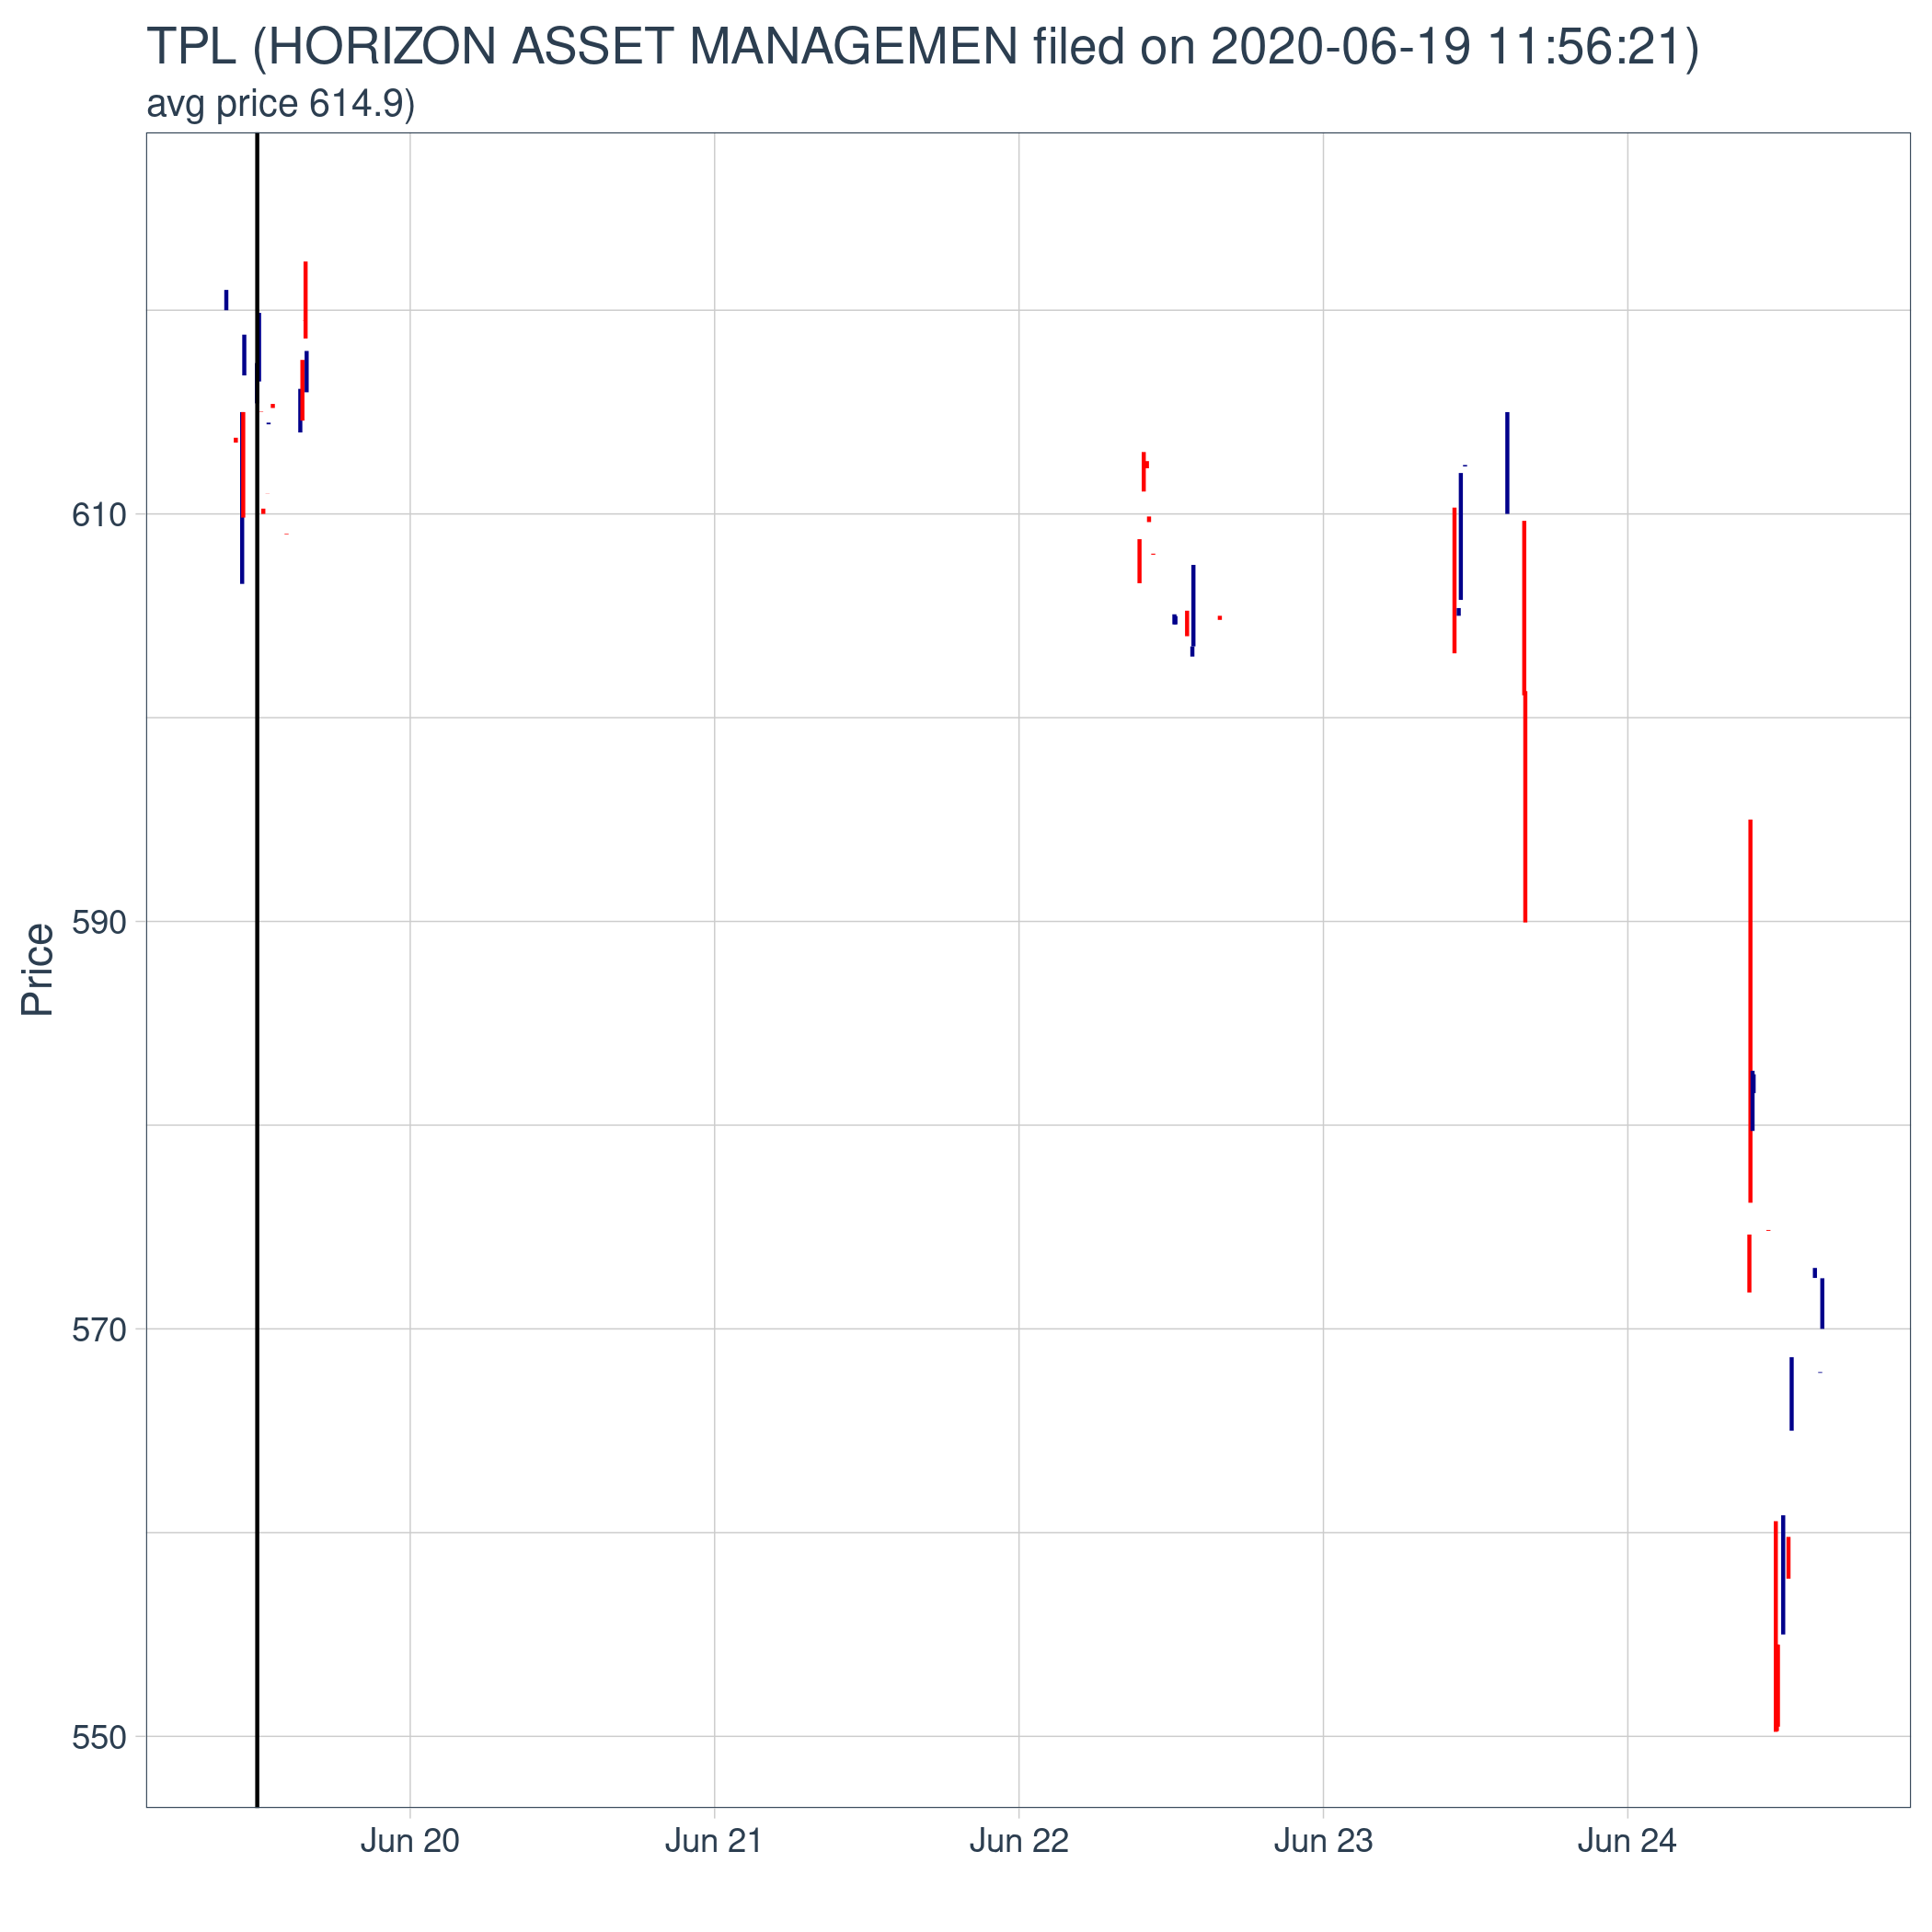 TPL (HORIZON ASSET MANAGEMEN filed on 2020-06-19 11:56:21)
avg price 614.9)
Price
610
590
570
550
Jun 20
Jun 21
Jun 22
Jun 23
Jun 24